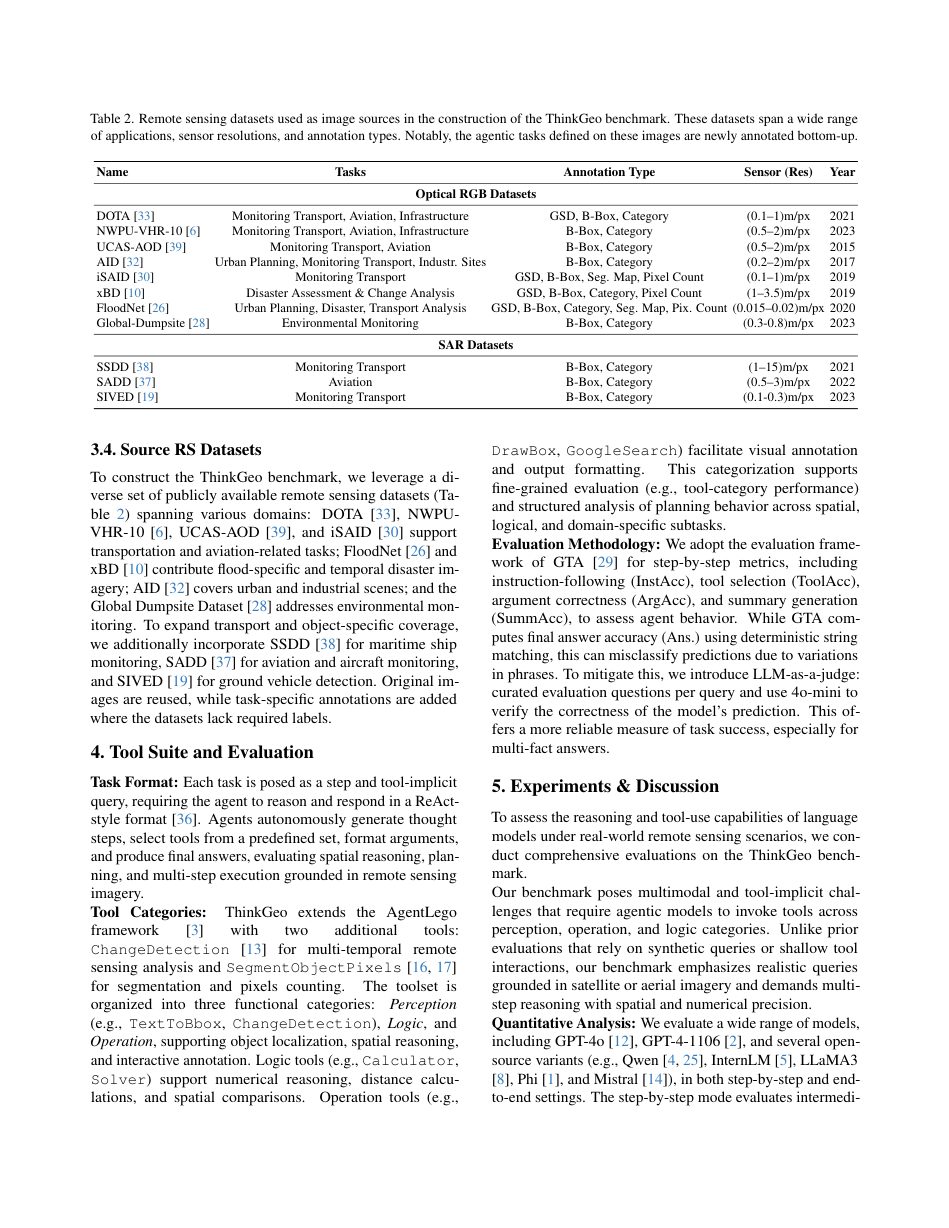 Table 2. Remote sensing datasets used as image sources in the construction of the ThinkGeo benchmark. These datasets span a wide range
of applications, sensor resolutions, and annotation types. Notably, the agentic tasks defined on these images are newly annotated bottom-up.
Name Tasks Annotation Type Sensor (Res) Year
Optical RGB Datasets
DOTA [33] Monitoring Transport, Aviation, Infrastructure GSD, B-Box, Category (0.1–1)m/px 2021
NWPU-VHR-10 [6] Monitoring Transport, Aviation, Infrastructure B-Box, Category (0.5–2)m/px 2023
UCAS-AOD [39] Monitoring Transport, Aviation B-Box, Category (0.5–2)m/px 2015
AID [32] Urban Planning, Monitoring Transport, Industr. Sites B-Box, Category (0.2–2)m/px 2017
iSAID [30] Monitoring Transport GSD, B-Box, Seg. Map, Pixel Count (0.1–1)m/px 2019
xBD [10] Disaster Assessment & Change Analysis GSD, B-Box, Category, Pixel Count (1–3.5)m/px 2019
FloodNet [26] Urban Planning, Disaster, Transport Analysis GSD, B-Box, Category, Seg. Map, Pix. Count (0.015–0.02)m/px 2020
Global-Dumpsite [28] Environmental Monitoring B-Box, Category (0.3-0.8)m/px 2023
SAR Datasets
SSDD [38] Monitoring Transport B-Box, Category (1–15)m/px 2021
SADD [37] Aviation B-Box, Category (0.5–3)m/px 2022
SIVED [19] Monitoring Transport B-Box, Category (0.1-0.3)m/px 2023
3.4. Source RS Datasets
To construct the ThinkGeo benchmark, we leverage a di-
verse set of publicly available remote sensing datasets (Ta-
ble 2) spanning various domains: DOTA [33], NWPU-
VHR-10 [6], UCAS-AOD [39], and iSAID [30] support
transportation and aviation-related tasks; FloodNet [26] and
xBD [10] contribute flood-specific and temporal disaster im-
agery; AID [32] covers urban and industrial scenes; and the
Global Dumpsite Dataset [28] addresses environmental mon-
itoring. To expand transport and object-specific coverage,
we additionally incorporate SSDD [38] for maritime ship
monitoring, SADD [37] for aviation and aircraft monitoring,
and SIVED [19] for ground vehicle detection. Original im-
ages are reused, while task-specific annotations are added
where the datasets lack required labels.
4. Tool Suite and Evaluation
Task Format: Each task is posed as a step and tool-implicit
query, requiring the agent to reason and respond in a ReAct-
style format [36]. Agents autonomously generate thought
steps, select tools from a predefined set, format arguments,
and produce final answers, evaluating spatial reasoning, plan-
ning, and multi-step execution grounded in remote sensing
imagery.
Tool Categories: ThinkGeo extends the AgentLego
framework [3] with two additional tools:
ChangeDetection [13] for multi-temporal remote
sensing analysis and SegmentObjectPixels [16, 17]
for segmentation and pixels counting. The toolset is
organized into three functional categories: Perception
(e.g., TextToBbox, ChangeDetection), Logic, and
Operation, supporting object localization, spatial reasoning,
and interactive annotation. Logic tools (e.g., Calculator,
Solver) support numerical reasoning, distance calcu-
lations, and spatial comparisons. Operation tools (e.g.,
DrawBox, GoogleSearch) facilitate visual annotation
and output formatting. This categorization supports
fine-grained evaluation (e.g., tool-category performance)
and structured analysis of planning behavior across spatial,
logical, and domain-specific subtasks.
Evaluation Methodology: We adopt the evaluation frame-
work of GTA [29] for step-by-step metrics, including
instruction-following (InstAcc), tool selection (ToolAcc),
argument correctness (ArgAcc), and summary generation
(SummAcc), to assess agent behavior. While GTA com-
putes final answer accuracy (Ans.) using deterministic string
matching, this can misclassify predictions due to variations
in phrases. To mitigate this, we introduce LLM-as-a-judge:
curated evaluation questions per query and use 4o-mini to
verify the correctness of the model's prediction. This of-
fers a more reliable measure of task success, especially for
multi-fact answers.
5. Experiments & Discussion
To assess the reasoning and tool-use capabilities of language
models under real-world remote sensing scenarios, we con-
duct comprehensive evaluations on the ThinkGeo bench-
mark.
Our benchmark poses multimodal and tool-implicit chal-
lenges that require agentic models to invoke tools across
perception, operation, and logic categories. Unlike prior
evaluations that rely on synthetic queries or shallow tool
interactions, our benchmark emphasizes realistic queries
grounded in satellite or aerial imagery and demands multi-
step reasoning with spatial and numerical precision.
Quantitative Analysis: We evaluate a wide range of models,
including GPT-4o [12], GPT-4-1106 [2], and several open-
source variants (e.g., Qwen [4, 25], InternLM [5], LLaMA3
[8], Phi [1], and Mistral [14]), in both step-by-step and end-
to-end settings. The step-by-step mode evaluates intermedi-